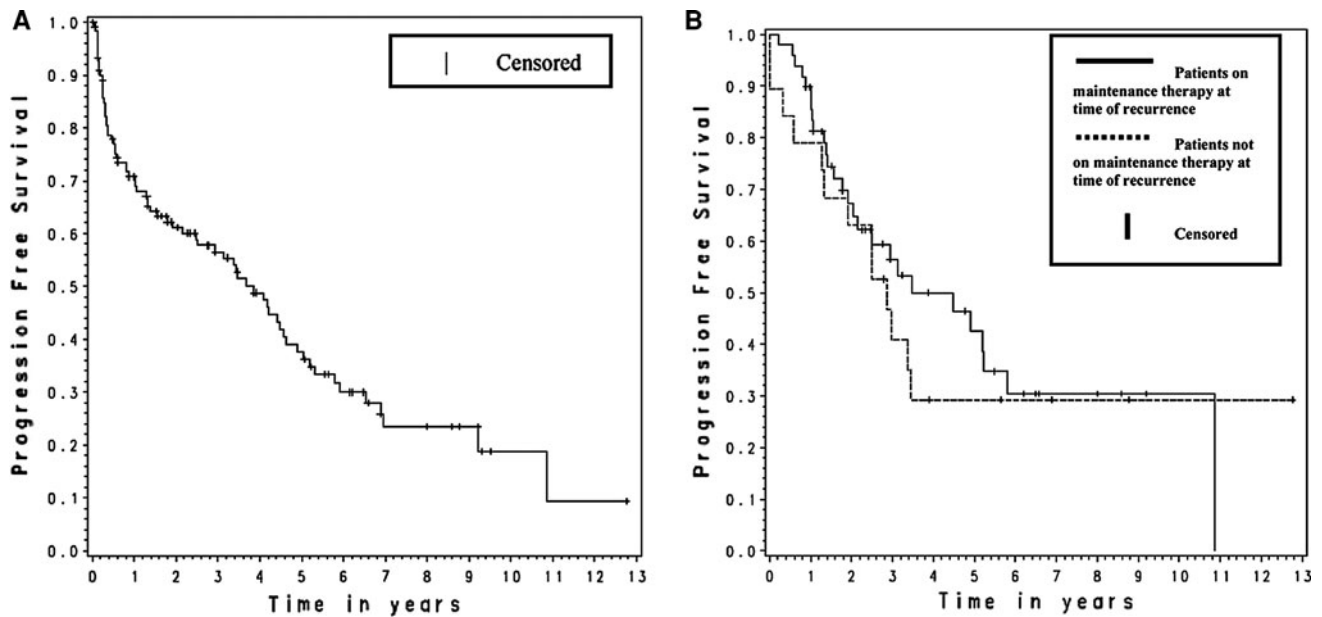 A
1.0
0.9
0.8
0.7
0.6
0.5
0.4
0.3
0.2
0.1
0.0
Progression Free Survival
Censored
0 1 2 3 4 5 6 7 8 9 10 11 12 13
Time in years
B
1.0
0.9
0.8
0.7
0.6
0.5
0.4
0.3
0.2
0.1
0.0
Progression Free Survival
Patients on
maintenance therapy at
time of recurrence
Patients not
on maintenance therapy at
time of recurrence
Censored
0 1 2 3 4 5 6 7 8 9 10 11 12 13
Time in years